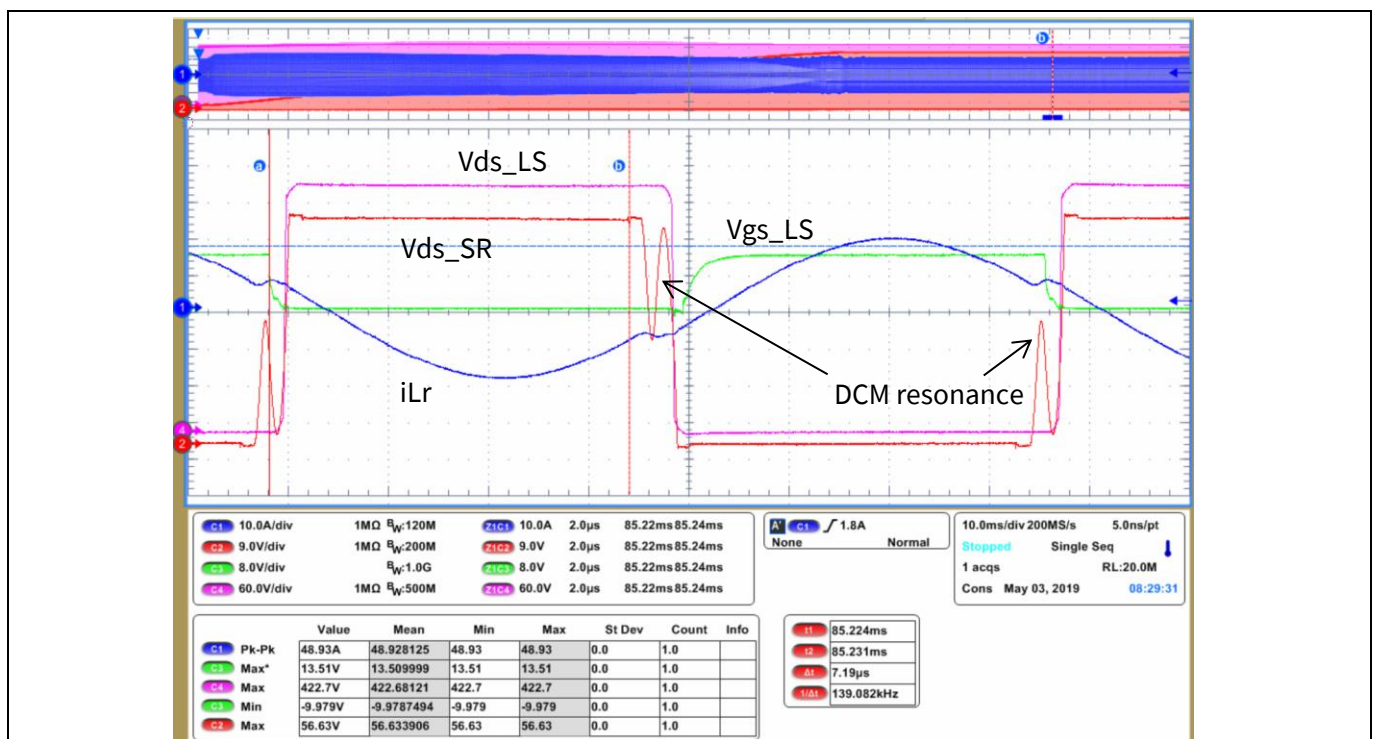 b
1
2
a
b
Vds_LS
Vds_SR
Vgs_LS
1
iLr
DCM resonance
4
2
C1 10.0A/div 1MΩ BW:120M Z1C1 10.0A 2.0µs 85.22ms 85.24ms
C2 9.0V/div 1MΩ BW:200M Z1C2 9.0V 2.0µs 85.22ms 85.24ms
C3 8.0V/div BW:1.0G Z1C3 8.0V 2.0µs 85.22ms 85.24ms
C4 60.0V/div 1MΩ BW:500M Z1C4 60.0V 2.0µs 85.22ms 85.24ms
A' C1 1.8A
None Normal
10.0ms/div 200MS/s 5.0ns/pt
Stopped Single Seq
1 acqs RL:20.0M
Cons May 03, 2019 08:29:31
Value Mean Min Max St Dev Count Info
C1 Pk-Pk 48.93A 48.928125 48.93 48.93 0.0 1.0
C3 Max* 13.51V 13.509999 13.51 13.51 0.0 1.0
C4 Max 422.7V 422.68121 422.7 422.7 0.0 1.0
C3 Min -9.979V -9.9787494 -9.979 -9.979 0.0 1.0
C2 Max 56.63V 56.633906 56.63 56.63 0.0 1.0
t1 85.224ms
t2 85.231ms
Δt 7.19µs
1/Δt 139.082kHz